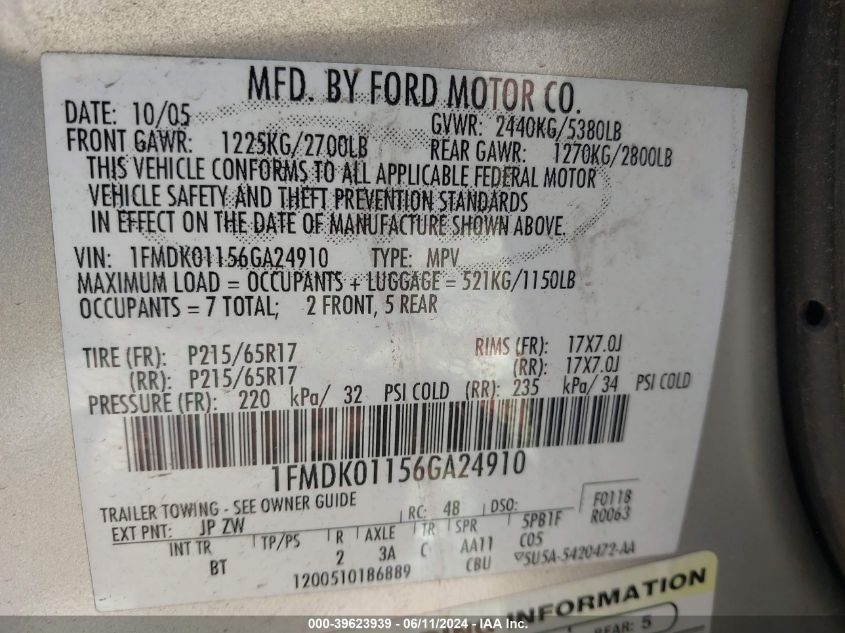 MFD. BY FORD MOTOR CO.
DATE: 10/05 GVWR: 2440KG/5380LB
FRONT GAWR: 1225KG/2700LB REAR GAWR: 1270KG/2800LB
THIS VEHICLE CONFORMS TO ALL APPLICABLE FEDERAL MOTOR
VEHICLE SAFETY AND THEFT PREVENTION STANDARDS
IN EFFECT ON THE DATE OF MANUFACTURE SHOWN ABOVE.
VIN: 1FMDK01156GA24910 TYPE: MPV
MAXIMUM LOAD = OCCUPANTS + LUGGAGE = 521KG/1150LB
OCCUPANTS = 7 TOTAL; 2 FRONT, 5 REAR
TIRE (FR): P215/65R17 RIMS (FR): 17X7.0J
(RR): P215/65R17 (RR): 17X7.0J
PRESSURE (FR): 220 kPa/ 32 PSI COLD (RR): 235 kPa/ 34 PSI COLD
1FMDK01156GA24910
TRAILER TOWING - SEE OWNER GUIDE RC: 48 DSO: F0118
EXT PNT: JP ZW R0063
INT TR TP/PS R AXLE TR SPR 5PB1F
BT 2 3A C AA11 C05
1200510186889 CBU SU5A-5420472-AA
INFORMATION
REAR: 5
000-39623939 - 06/11/2024 - IAA Inc.